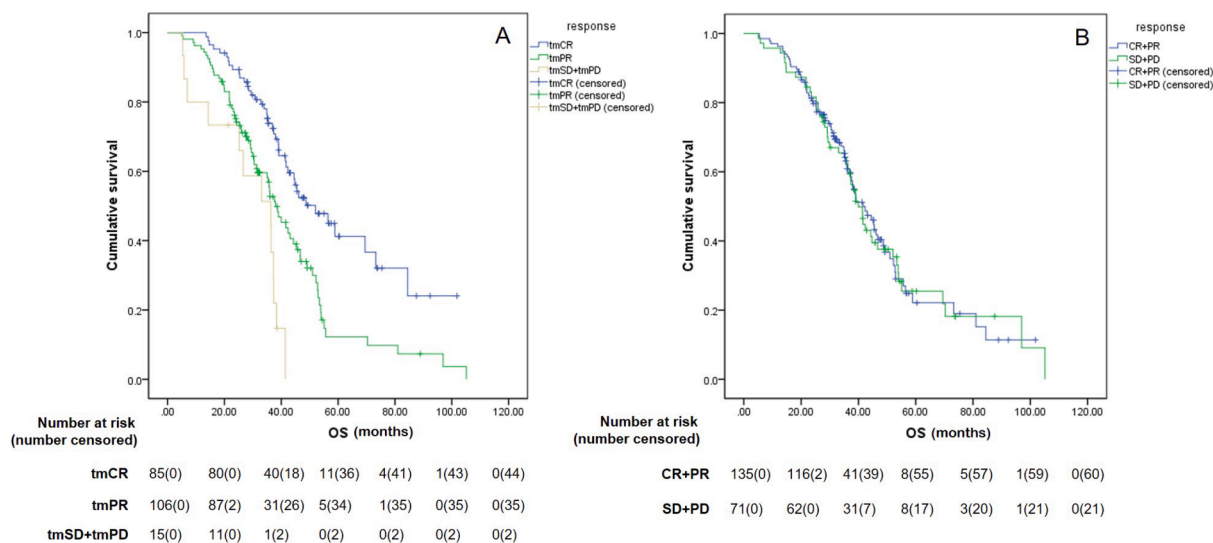 A
response
tmCR
tmPR
tmSD+tmPD
tmCR (censored)
tmPR (censored)
tmSD+tmPD (censored)
Cumulative survival
1.0
0.8
0.6
0.4
0.2
0.0
.00 20.00 40.00 60.00 80.00 100.00 120.00
OS (months)
Number at risk
(number censored)
tmCR 85(0) 80(0) 40(18) 11(36) 4(41) 1(43) 0(44)
tmPR 106(0) 87(2) 31(26) 5(34) 1(35) 0(35) 0(35)
tmSD+tmPD 15(0) 11(0) 1(2) 0(2) 0(2) 0(2) 0(2)
B
response
CR+PR
SD+PD
CR+PR (censored)
SD+PD (censored)
Cumulative survival
1.0
0.8
0.6
0.4
0.2
0.0
.00 20.00 40.00 60.00 80.00 100.00 120.00
OS (months)
Number at risk
(number censored)
CR+PR 135(0) 116(2) 41(39) 8(55) 5(57) 1(59) 0(60)
SD+PD 71(0) 62(0) 31(7) 8(17) 3(20) 1(21) 0(21)